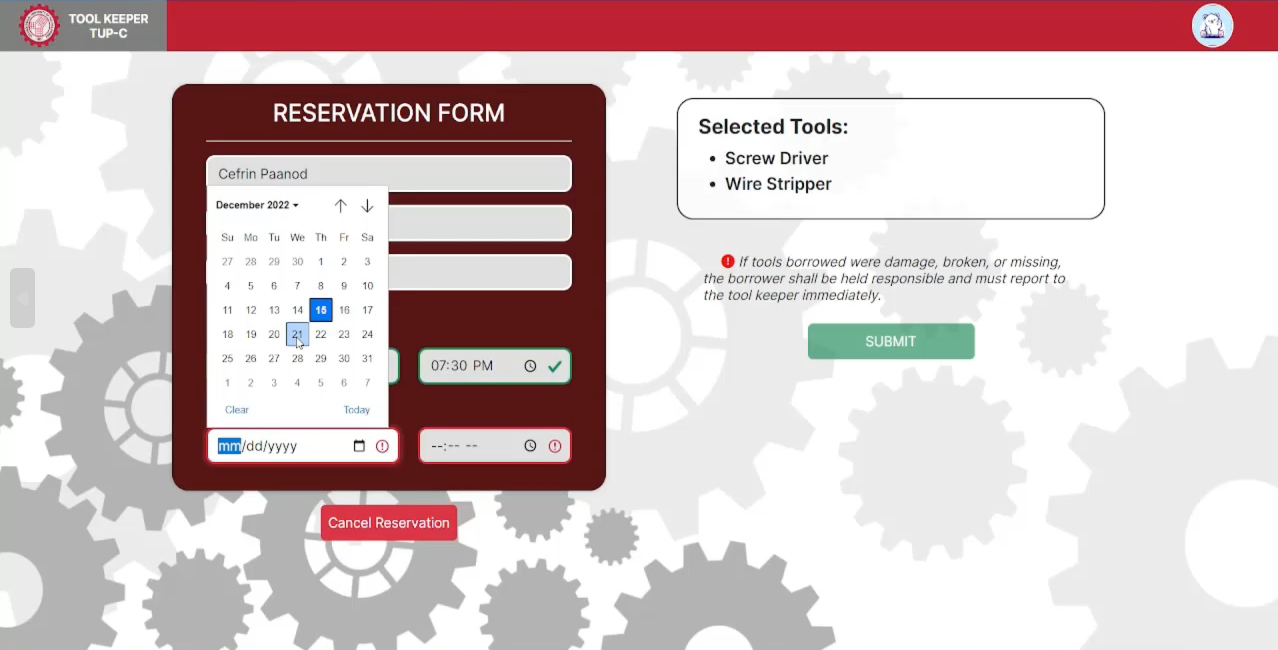 TOOL KEEPER
TUP-C
RESERVATION FORM
Cefrin Paanod
December 2022
Su Mo Tu We Th Fr Sa
27 28 29 30 1 2 3
4 5 6 7 8 9 10
11 12 13 14 15 16 17
18 19 20 21 22 23 24
25 26 27 28 29 30 31
1 2 3 4 5 6 7
Clear Today
07:30 PM
mm/dd/yyyy
--:-- --
Cancel Reservation
Selected Tools:
• Screw Driver
• Wire Stripper
If tools borrowed were damage, broken, or missing,
the borrower shall be held responsible and must report to
the tool keeper immediately.
SUBMIT